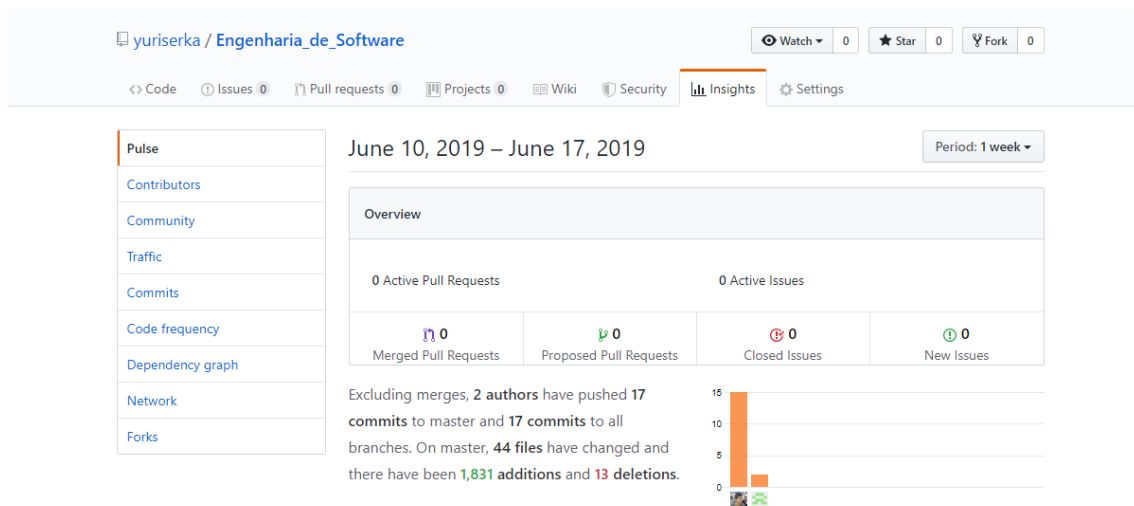 yuriserka / Engenharia_de_Software
Watch 0 Star 0 Fork 0
Code Issues 0 Pull requests 0 Projects 0 Wiki Security Insights Settings
Pulse
Contributors
Community
Traffic
Commits
Code frequency
Dependency graph
Network
Forks
June 10, 2019 – June 17, 2019
Period: 1 week
Overview
0 Active Pull Requests
0 Active Issues
0
Merged Pull Requests
0
Proposed Pull Requests
0
Closed Issues
0
New Issues
Excluding merges, 2 authors have pushed 17
commits to master and 17 commits to all
branches. On master, 44 files have changed and
there have been 1,831 additions and 13 deletions.
15
10
5
0